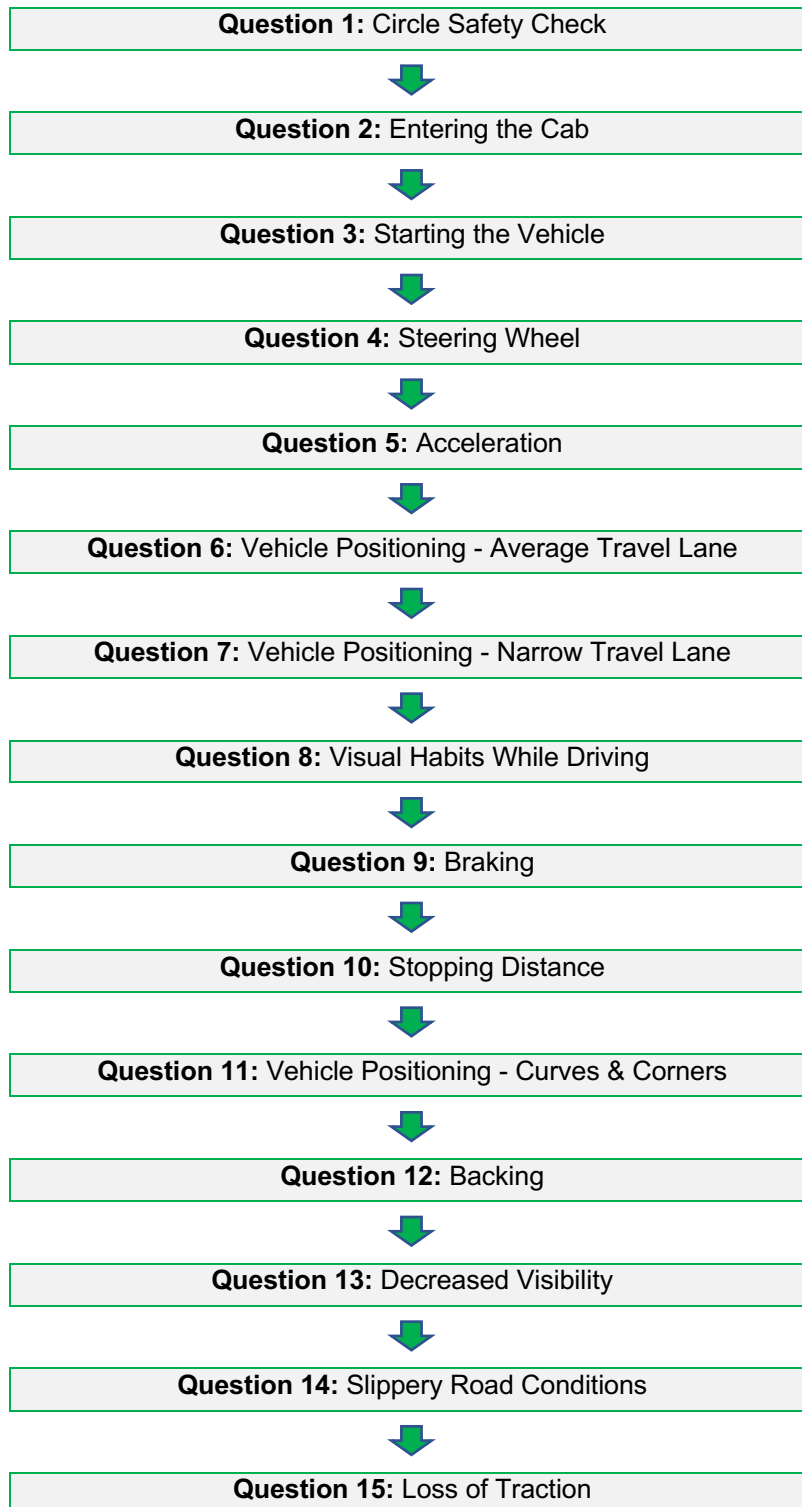 Question 1: Circle Safety Check
Question 2: Entering the Cab
Question 3: Starting the Vehicle
Question 4: Steering Wheel
Question 5: Acceleration
Question 6: Vehicle Positioning - Average Travel Lane
Question 7: Vehicle Positioning - Narrow Travel Lane
Question 8: Visual Habits While Driving
Question 9: Braking
Question 10: Stopping Distance
Question 11: Vehicle Positioning - Curves & Corners
Question 12: Backing
Question 13: Decreased Visibility
Question 14: Slippery Road Conditions
Question 15: Loss of Traction